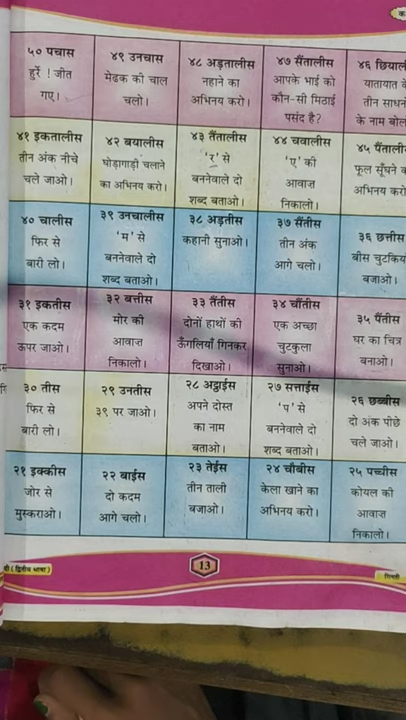 ५० पचास
हुर्रे ! जीत
गए।
४९ उनचास
मेढक की चाल
चलो।
४८ अड़तालीस
नहाने का
अभिनय करो।
४७ सैंतालीस
आपके भाई को
कौन-सी मिठाई
पसंद है?
४६
यातायात
तीन
के नाम
४१ इकतालीस
तीन अंक नीचे
चले जाओ।
४२ बयालीस
घोड़ागाड़ी चलाने
का अभिनय करो।
४३ तैंतालीस
'र्' से
बननेवाले दो
शब्द बताओ।
४४ चवालीस
'ए' की
आवाज़
निकालो।
४५
फूल सूँघने
अभिनय
४० चालीस
फिर से
बारी लो।
३९ उनचालीस
'म' से
बननेवाले दो
शब्द बताओ।
३८ अड़तीस
कहानी सुनाओ।
३७ सैंतीस
तीन अंक
आगे चलो।
३६ छत्तीस
बीस
बजाओ।
३१ इकतीस
एक कदम
ऊपर जाओ।
३२ बत्तीस
मोर की
आवाज़
निकालो।
३३ तैंतीस
दोनों हाथों की
उँगलियाँ गिनकर
दिखाओ।
३४ चौंतीस
एक अच्छा
चुटकुला
सुनाओ।
३५ पैंतीस
घर का चित्र
बनाओ।
३० तीस
फिर से
बारी लो।
२९ उनतीस
३९ पर जाओ।
२८ अट्ठाईस
अपने दोस्त
का नाम
बताओ।
२७ सत्ताईस
'प' से
बननेवाले दो
शब्द बताओ।
२६ छब्बीस
दो अंक पीछे
चले जाओ।
२१ इक्कीस
जोर से
मुस्कराओ।
२२ बाईस
दो कदम
आगे चलो।
२३ तेईस
तीन ताली
बजाओ।
२४ चौबीस
केला खाने का
अभिनय करो।
२५ पच्चीस
कोयल की
आवाज़
निकालो।
(द्वितीय भाषा)
13
गिनती